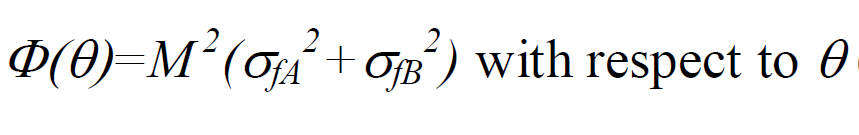 Φ(θ)=M²(σfA²+σfB²) with respect to θ